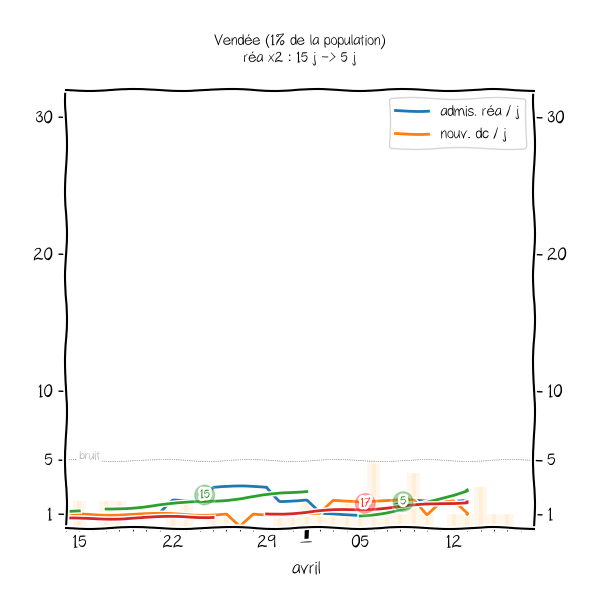 Vendée (1% de la population)
réa x2 : 15 j -> 5 j
admis. réa / j
nouv. dc / j
30 30
20 20
10 10
5 bruit 5
15 17 5
1 1
15 22 29 1 05 12
avril